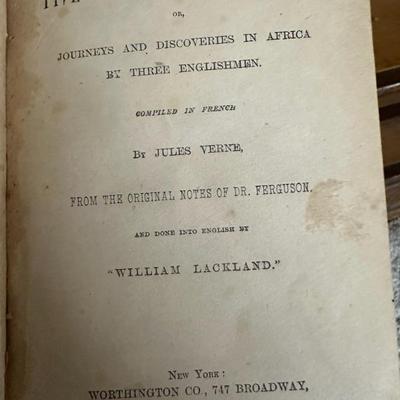 OR,
JOURNEYS AND DISCOVERIES IN AFRICA
BY THREE ENGLISHMEN.
COMPILED IN FRENCH
BY JULES VERNE,
FROM THE ORIGINAL NOTES OF DR. FERGUSON.
AND DONE INTO ENGLISH BY
"WILLIAM LACKLAND."
NEW YORK:
WORTHINGTON CO., 747 BROADWAY,